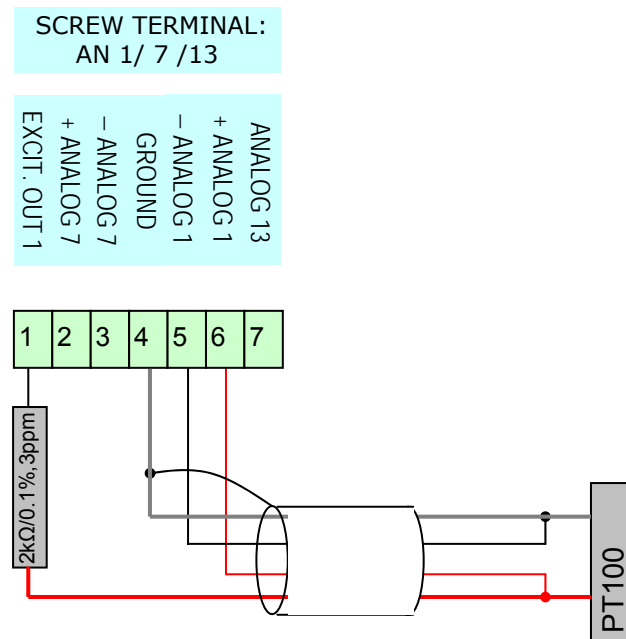 SCREW TERMINAL:
AN 1/ 7 /13
EXCIT. OUT 1
+ ANALOG 7
– ANALOG 7
GROUND
– ANALOG 1
+ ANALOG 1
ANALOG 13
1 2 3 4 5 6 7
2kΩ/0.1%,3ppm
PT100